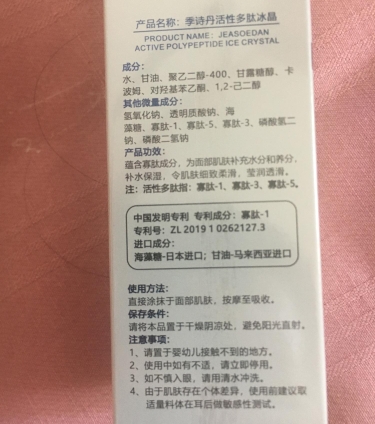 产品名称：季诗丹活性多肽冰晶
PRODUCT NAME: JEASOEDAN
ACTIVE POLYPEPTIDE ICE CRYSTAL
成分：
水、甘油、聚乙二醇-400、甘露糖醇、卡
波姆、对羟基苯乙酮、1,2-己二醇
其他微量成分：
氢氧化钠、透明质酸钠、海
藻糖、寡肽-1、寡肽-5、寡肽-3、磷酸氢二
钠、磷酸二氢钠
产品功效：
蕴含寡肽成分，为面部肌肤补充水分和养分，
补水保湿，令肌肤细致柔滑，莹润透滑。
注：活性多肽指：寡肽-1、寡肽-3、寡肽-5。
中国发明专利 专利成分：寡肽-1
专利号：ZL 2019 1 0262127.3
进口成分：
海藻糖-日本进口；甘油-马来西亚进口
使用方法：
直接涂抹于面部肌肤，按摩至吸收。
保存条件：
请将本品置于干燥阴凉处，避免阳光直射。
注意事项：
1、请置于婴幼儿接触不到的地方。
2、使用中如有不适，请立即停用。
3、如不慎入眼，请用清水冲洗。
4、由于肌肤存在个体差异，使用前建议取
适量料体在耳后做敏感性测试。